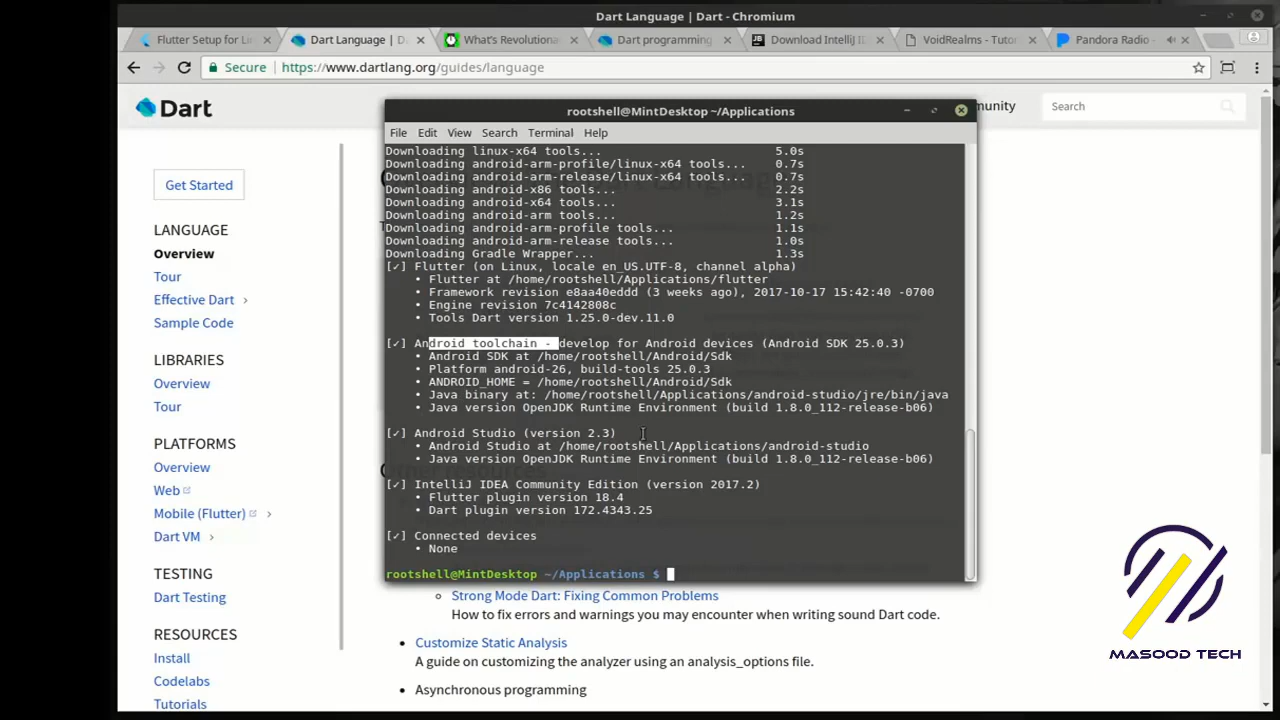 Dart Language | Dart - Chromium
Flutter Setup for Lin
Dart Language | Da
What's Revolutiona
Dart programming
Download IntelliJ ID
VoidRealms - Tutor
Pandora Radio
Secure https://www.dartlang.org/guides/language
Dart
munity
Search
rootshell@MintDesktop ~/Applications
File Edit View Search Terminal Help
Downloading linux-x64 tools... 5.0s
Downloading android-arm-profile/linux-x64 tools... 0.7s
Downloading android-arm-release/linux-x64 tools... 0.7s
Downloading android-x86 tools... 2.2s
Downloading android-x64 tools... 3.1s
Downloading android-arm tools... 1.2s
Downloading android-arm-profile tools... 1.1s
Downloading android-arm-release tools... 1.0s
Downloading Gradle Wrapper... 1.3s
[✓] Flutter (on Linux, locale en_US.UTF-8, channel alpha)
• Flutter at /home/rootshell/Applications/flutter
• Framework revision e8aa40eddd (3 weeks ago), 2017-10-17 15:42:40 -0700
• Engine revision 7c4142808c
• Tools Dart version 1.25.0-dev.11.0
[✓] Android toolchain - develop for Android devices (Android SDK 25.0.3)
• Android SDK at /home/rootshell/Android/Sdk
• Platform android-26, build-tools 25.0.3
• ANDROID_HOME = /home/rootshell/Android/Sdk
• Java binary at: /home/rootshell/Applications/android-studio/jre/bin/java
• Java version OpenJDK Runtime Environment (build 1.8.0_112-release-b06)
[✓] Android Studio (version 2.3)
• Android Studio at /home/rootshell/Applications/android-studio
• Java version OpenJDK Runtime Environment (build 1.8.0_112-release-b06)
[✓] IntelliJ IDEA Community Edition (version 2017.2)
• Flutter plugin version 18.4
• Dart plugin version 172.4343.25
[✓] Connected devices
• None
rootshell@MintDesktop ~/Applications $
Get Started
LANGUAGE
Overview
Tour
Effective Dart
Sample Code
LIBRARIES
Overview
Tour
PLATFORMS
Overview
Web
Mobile (Flutter)
Dart VM
TESTING
Dart Testing
RESOURCES
Install
Codelabs
Tutorials
Strong Mode Dart: Fixing Common Problems
How to fix errors and warnings you may encounter when writing sound Dart code.
• Customize Static Analysis
A guide on customizing the analyzer using an analysis_options file.
• Asynchronous programming
MASOOD TECH